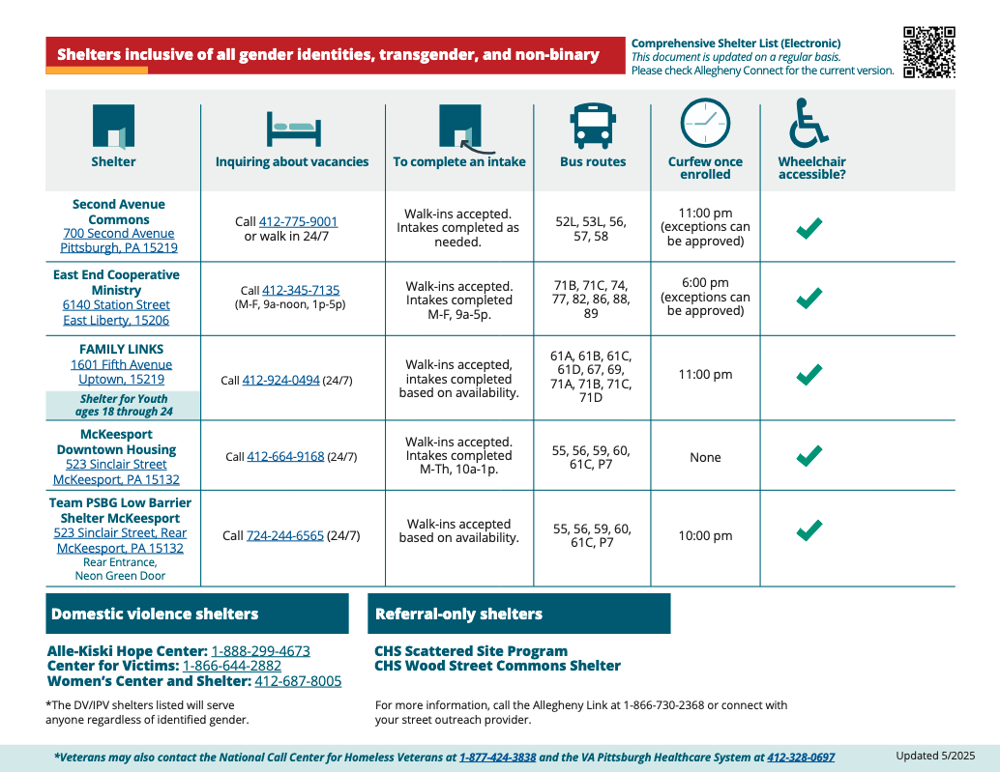 Shelters inclusive of all gender identities, transgender, and non-binary
Comprehensive Shelter List (Electronic)
This document is updated on a regular basis.
Please check Allegheny Connect for the current version.
Shelter
Inquiring about vacancies
To complete an intake
Bus routes
Curfew once
enrolled
Wheelchair
accessible?
Second Avenue
Commons
700 Second Avenue
Pittsburgh, PA 15219
Call 412-775-9001
or walk in 24/7
Walk-ins accepted.
Intakes completed as
needed.
52L, 53L, 56,
57, 58
11:00 pm
(exceptions can
be approved)
East End Cooperative
Ministry
6140 Station Street
East Liberty, 15206
Call 412-345-7135
(M-F, 9a-noon, 1p-5p)
Walk-ins accepted.
Intakes completed
M-F, 9a-5p.
71B, 71C, 74,
77, 82, 86, 88,
89
6:00 pm
(exceptions can
be approved)
FAMILY LINKS
1601 Fifth Avenue
Uptown, 15219
Shelter for Youth
ages 18 through 24
Call 412-924-0494 (24/7)
Walk-ins accepted,
intakes completed
based on availability.
61A, 61B, 61C,
61D, 67, 69,
71A, 71B, 71C,
71D
11:00 pm
McKeesport
Downtown Housing
523 Sinclair Street
McKeesport, PA 15132
Call 412-664-9168 (24/7)
Walk-ins accepted.
Intakes completed
M-Th, 10a-1p.
55, 56, 59, 60,
61C, P7
None
Team PSBG Low Barrier
Shelter McKeesport
523 Sinclair Street, Rear
McKeesport, PA 15132
Rear Entrance,
Neon Green Door
Call 724-244-6565 (24/7)
Walk-ins accepted
based on availability.
55, 56, 59, 60,
61C, P7
10:00 pm
Domestic violence shelters
Alle-Kiski Hope Center: 1-888-299-4673
Center for Victims: 1-866-644-2882
Women's Center and Shelter: 412-687-8005
*The DV/IPV shelters listed will serve
anyone regardless of identified gender.
Referral-only shelters
CHS Scattered Site Program
CHS Wood Street Commons Shelter
For more information, call the Allegheny Link at 1-866-730-2368 or connect with
your street outreach provider.
*Veterans may also contact the National Call Center for Homeless Veterans at 1-877-424-3838 and the VA Pittsburgh Healthcare System at 412-328-0697
Updated 5/2025